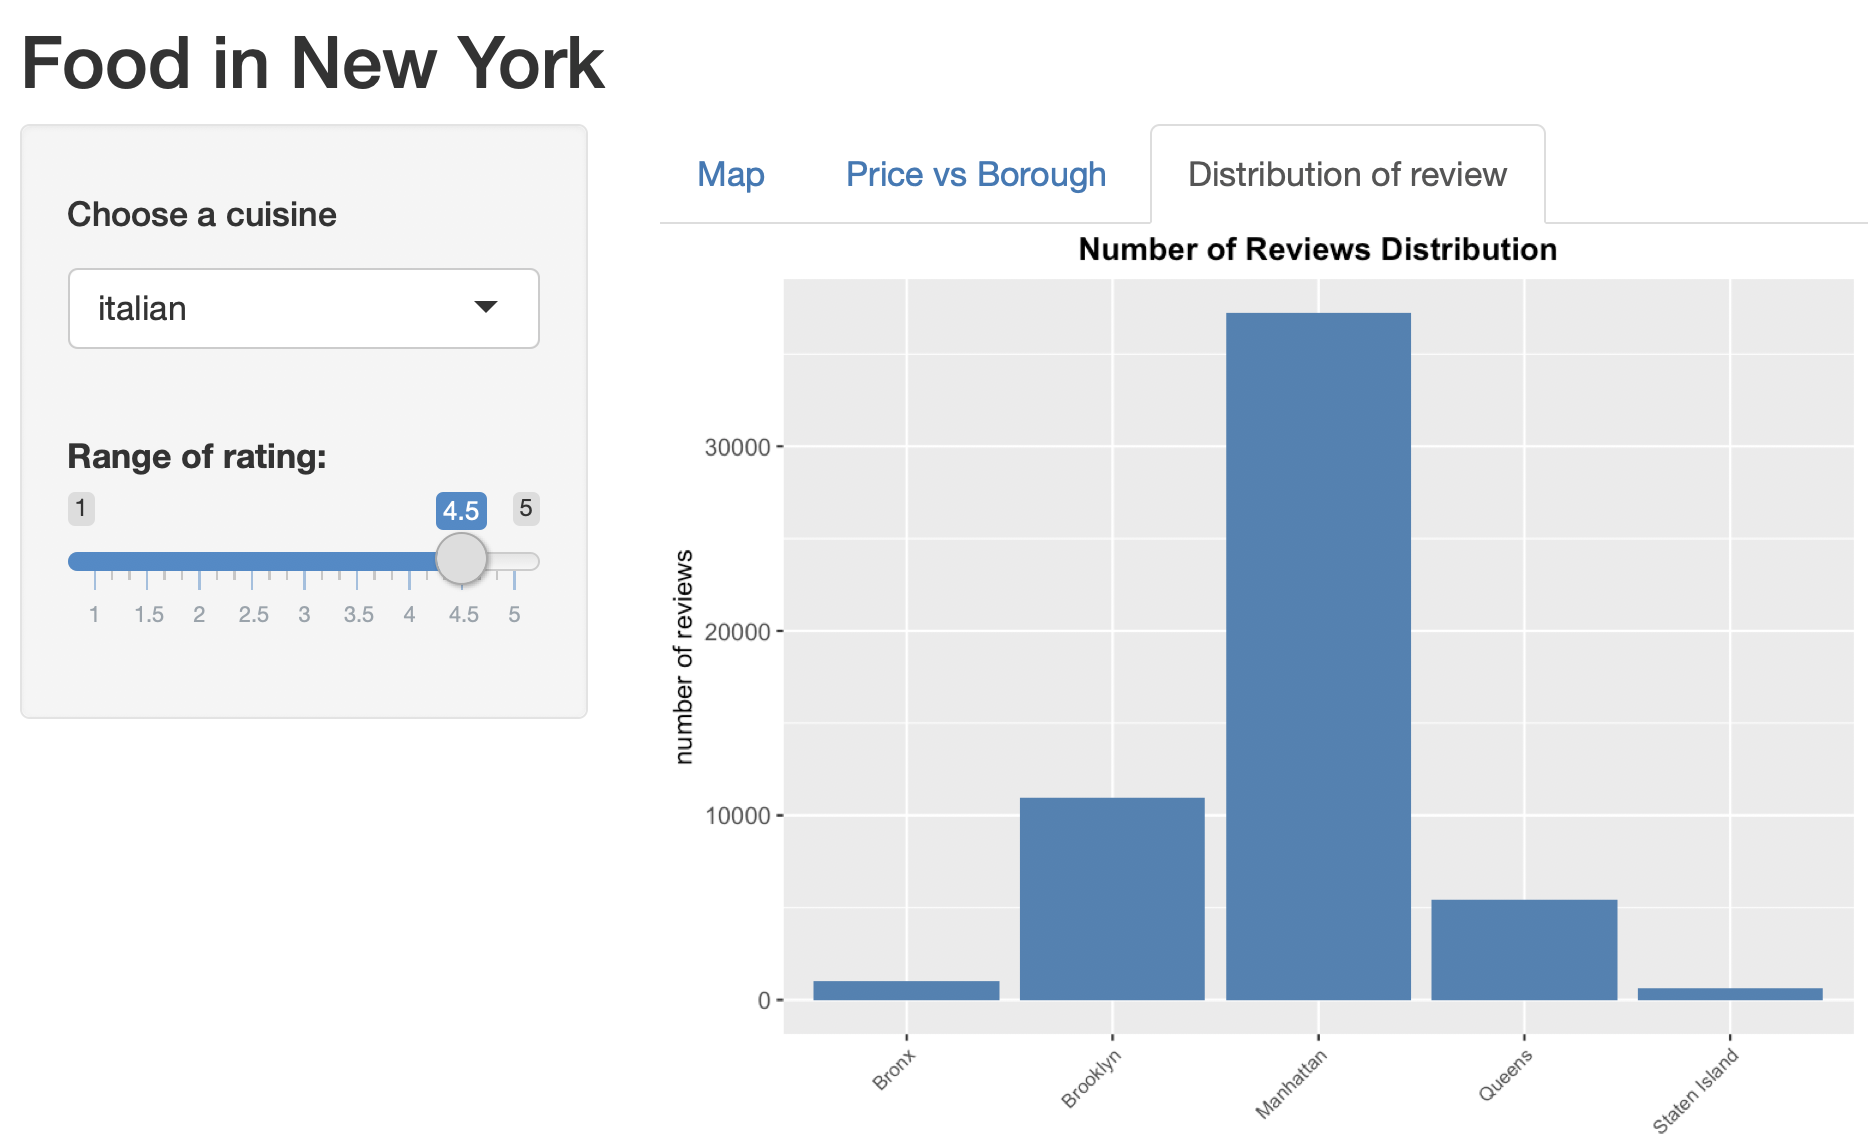 Food in New York
Choose a cuisine
italian
Range of rating:
1 4.5 5
1 1.5 2 2.5 3 3.5 4 4.5 5
Map Price vs Borough Distribution of review
Number of Reviews Distribution
number of reviews
30000
20000
10000
0
Bronx Brooklyn Manhattan Queens Staten Island